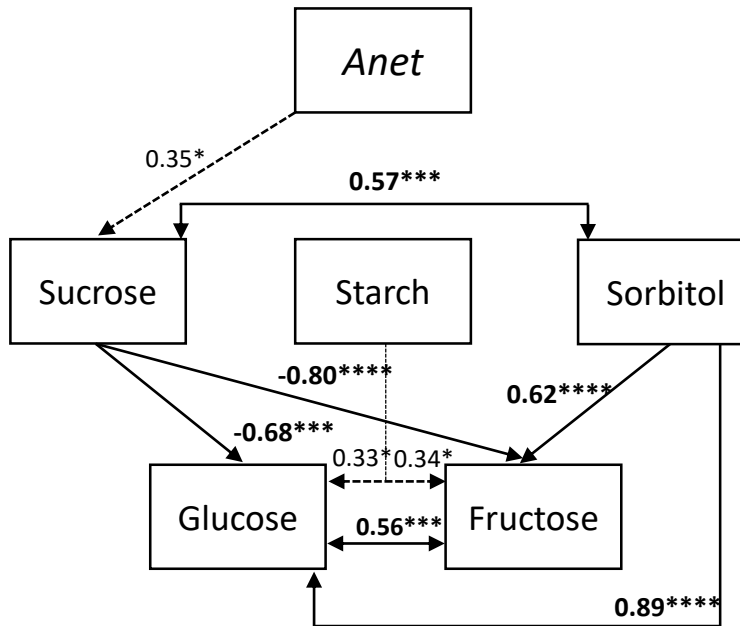 Anet
0.35*
0.57***
Sucrose
Starch
Sorbitol
-0.80****
0.62****
-0.68***
0.33*
0.34*
Glucose
Fructose
0.56***
0.89****